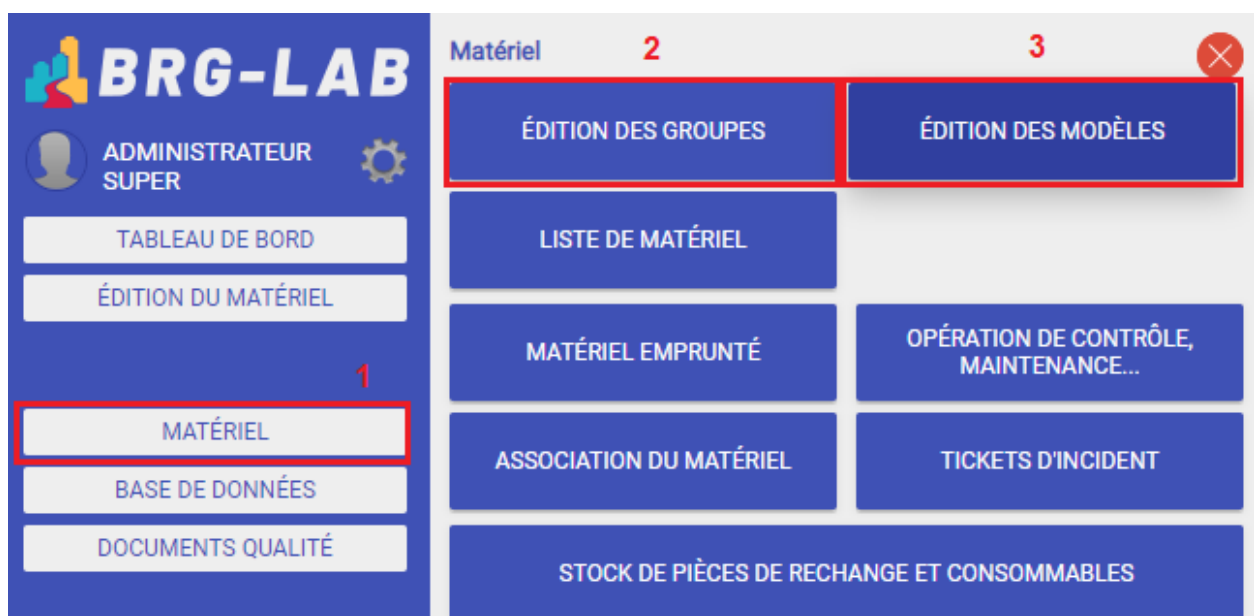 BRG-LAB
ADMINISTRATEUR
SUPER
TABLEAU DE BORD
ÉDITION DU MATÉRIEL
1
MATÉRIEL
BASE DE DONNÉES
DOCUMENTS QUALITÉ
Matériel
2
3
ÉDITION DES GROUPES
ÉDITION DES MODÈLES
LISTE DE MATÉRIEL
MATÉRIEL EMPRUNTÉ
OPÉRATION DE CONTRÔLE,
MAINTENANCE...
ASSOCIATION DU MATÉRIEL
TICKETS D'INCIDENT
STOCK DE PIÈCES DE RECHANGE ET CONSOMMABLES